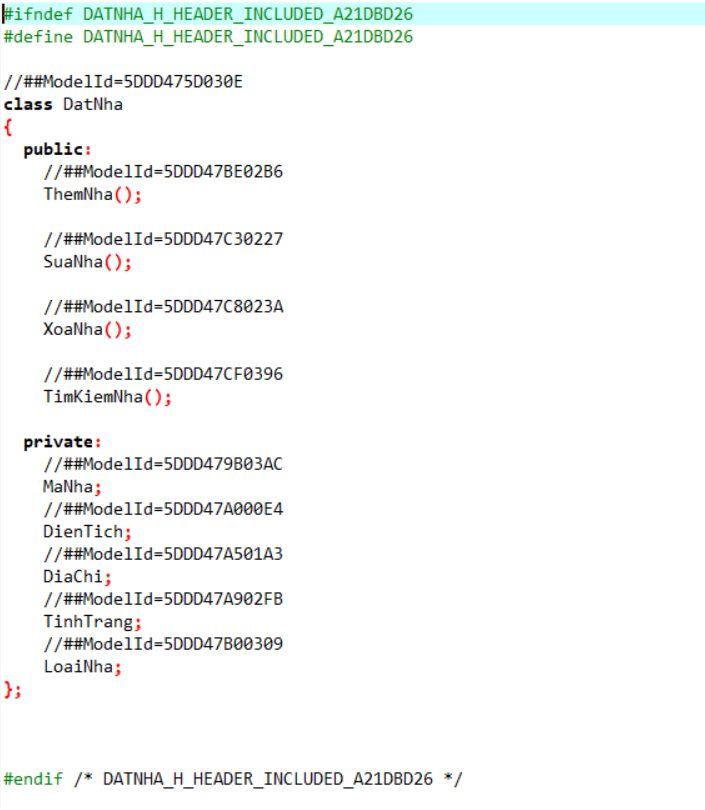 #ifndef DATNHA_H_HEADER_INCLUDED_A21DBD26
#define DATNHA_H_HEADER_INCLUDED_A21DBD26
//##ModelId=5DDD475D030E
class DatNha
{
public:
//##ModelId=5DDD47BE02B6
ThemNha();
//##ModelId=5DDD47C30227
SuaNha();
//##ModelId=5DDD47C8023A
XoaNha();
//##ModelId=5DDD47CF0396
TimKiemNha();
private:
//##ModelId=5DDD479B03AC
MaNha;
//##ModelId=5DDD47A000E4
DienTich;
//##ModelId=5DDD47A501A3
DiaChi;
//##ModelId=5DDD47A902FB
TinhTrang;
//##ModelId=5DDD47B00309
LoaiNha;
};
#endif /* DATNHA_H_HEADER_INCLUDED_A21DBD26 */